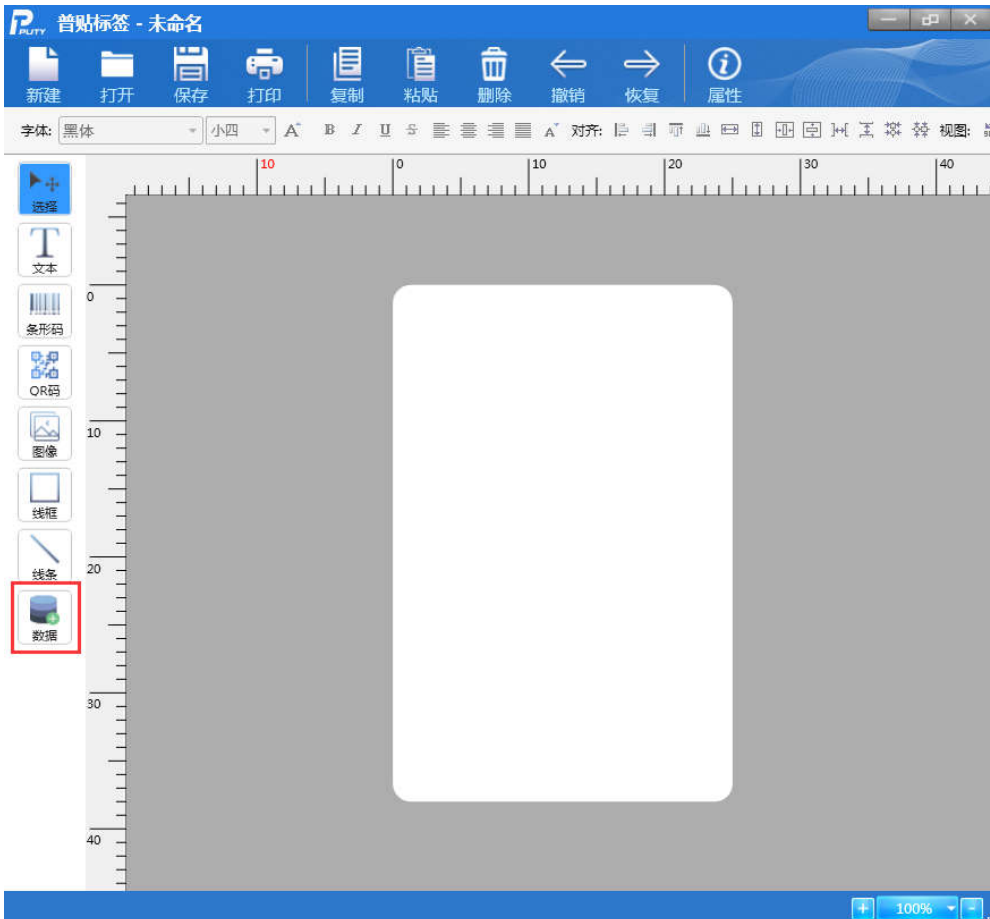 PUTY 普贴标签 - 未命名
新建 打开 保存 打印 复制 粘贴 删除 撤销 恢复 属性
字体: 黑体 小四 A B I U S A 对齐: 视图:
10 0 10 20 30 40
选择
文本
0
条形码
QR码
10
图像
线框
20
线条
数据
30
40
+ 100% -